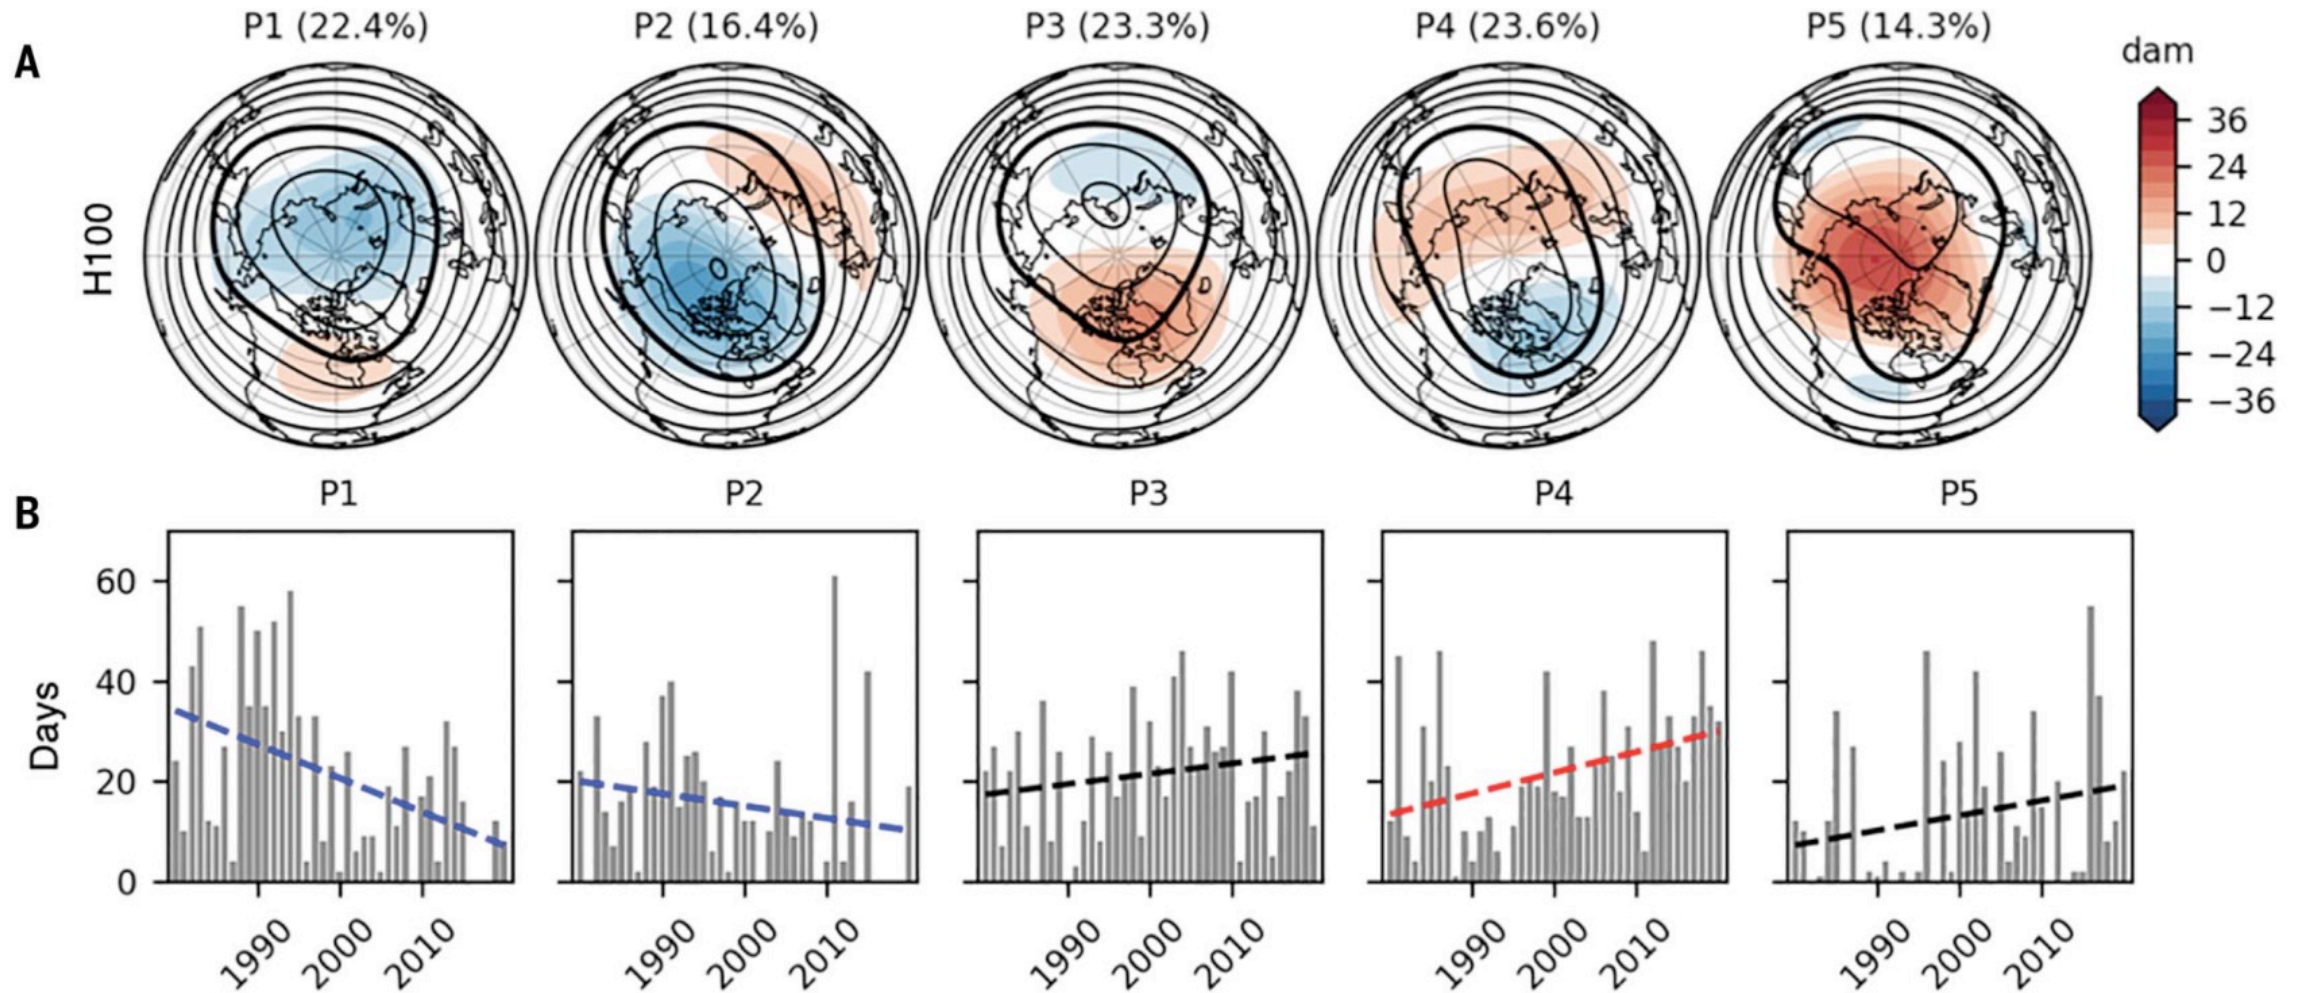 P1 (22.4%) P2 (16.4%) P3 (23.3%) P4 (23.6%) P5 (14.3%)
A
dam
H100
36
24
12
0
−12
−24
−36
B
P1 P2 P3 P4 P5
Days
60
40
20
0
1990 2000 2010 1990 2000 2010 1990 2000 2010 1990 2000 2010 1990 2000 2010